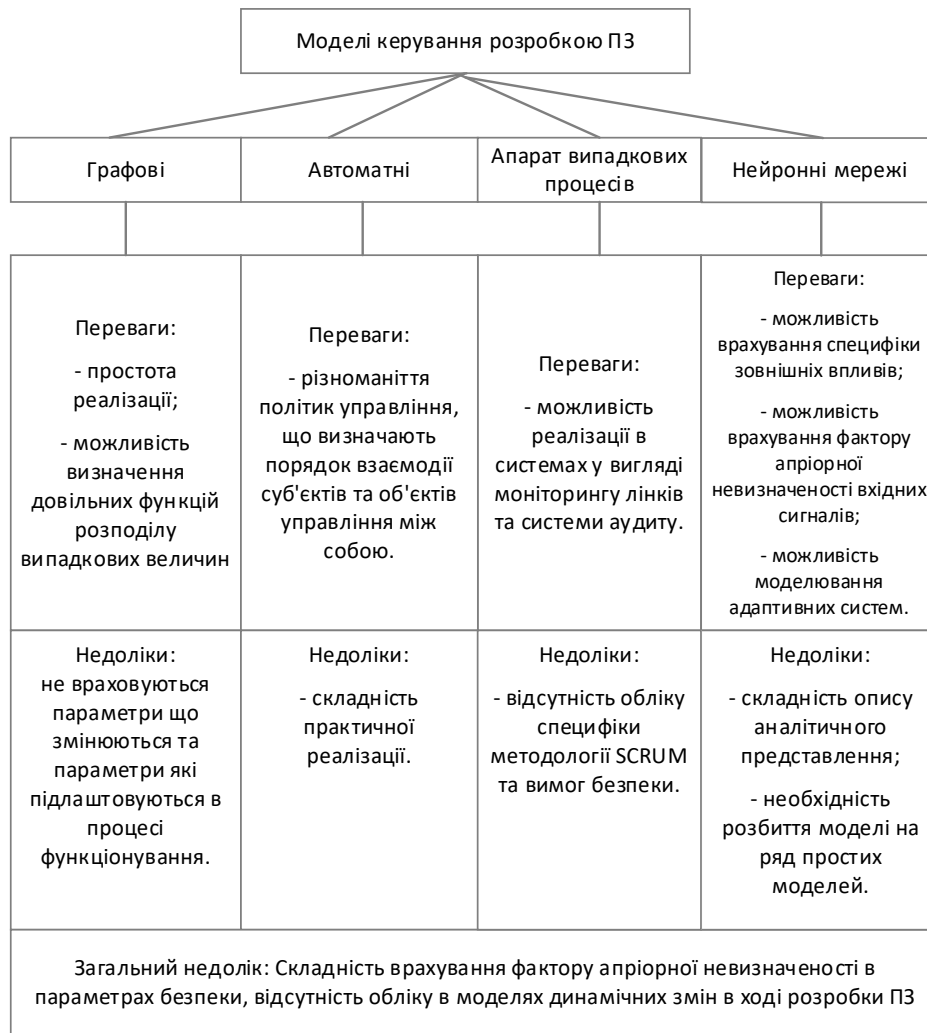 Моделі керування розробкою ПЗ
Графові
Автоматні
Апарат випадкових
процесів
Нейронні мережі
Переваги:
- простота
реалізації;
- можливість
визначення
довільних функцій
розподілу
випадкових величин
Переваги:
- різноманіття
політик управління,
що визначають
порядок взаємодії
суб'єктів та об'єктів
управління між
собою.
Переваги:
- можливість
реалізації в
системах у вигляді
моніторингу лінків
та системи аудиту.
Переваги:
- можливість
врахування специфіки
зовнішніх впливів;
- можливість
врахування фактору
апріорної
невизначеності вхідних
сигналів;
- можливість
моделювання
адаптивних систем.
Недоліки:
не враховуються
параметри що
змінюються та
параметри які
підлаштовуються в
процесі
функціонування.
Недоліки:
- складність
практичної
реалізації.
Недоліки:
- відсутність обліку
специфіки
методології SCRUM
та вимог безпеки.
Недоліки:
- складність опису
аналітичного
представлення;
- необхідність
розбиття моделі на
ряд простих
моделей.
Загальний недолік: Складність врахування фактору апріорної невизначеності в
параметрах безпеки, відсутність обліку в моделях динамічних змін в ході розробки ПЗ